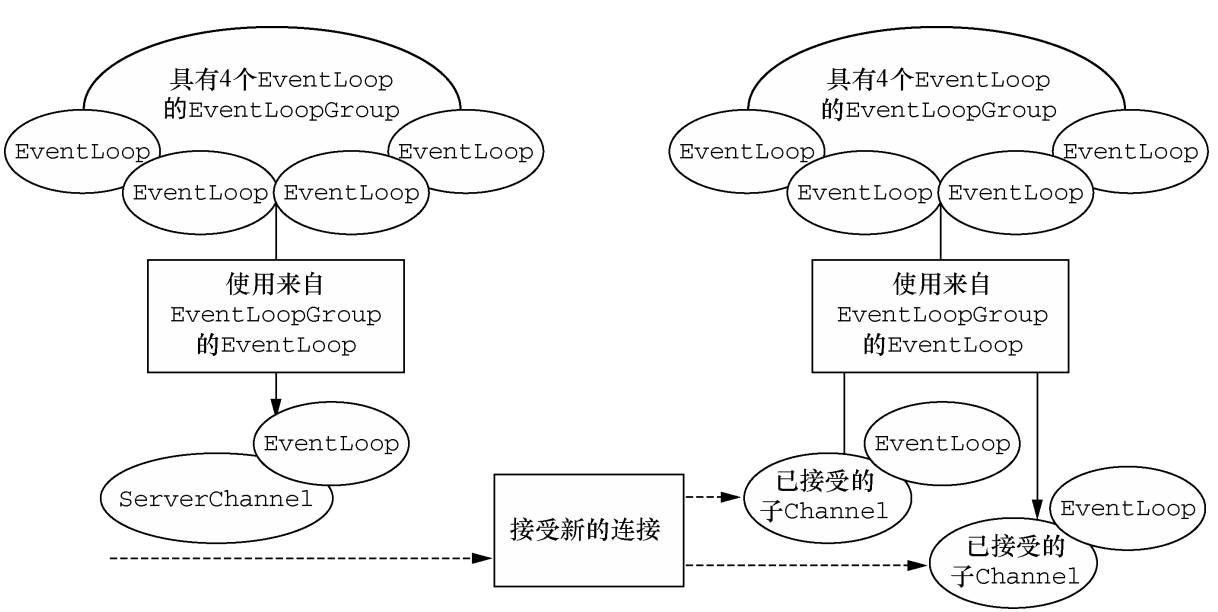 具有4个EventLoop
的EventLoopGroup
EventLoop
EventLoop
EventLoop
EventLoop
使用来自
EventLoopGroup
的EventLoop
EventLoop
ServerChannel
接受新的连接
具有4个EventLoop
的EventLoopGroup
EventLoop
EventLoop
EventLoop
EventLoop
使用来自
EventLoopGroup
的EventLoop
EventLoop
已接受的
子Channel
EventLoop
已接受的
子Channel